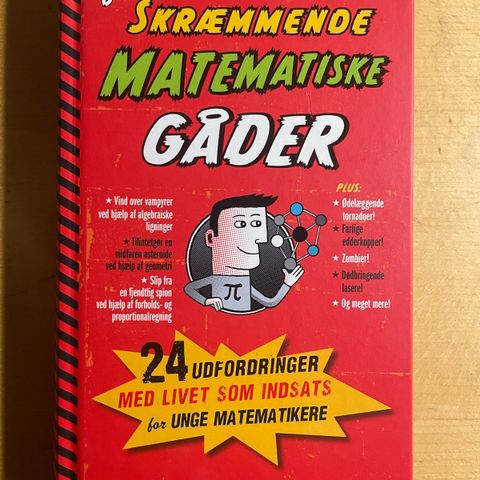 SKRÆMMENDE
MATEMATISKE
GÅDER
★ Vind over vampyrer
ved hjælp af algebraiske
ligninger
★ Tilintetgør en
vildfaren asteroide
ved hjælp af geometri
★ Slip fra
en fjendtlig spion
ved hjælp af forholds- og
proportionalregning
π
PLUS:
★ Ødelæggende
tornadoer!
★ Farlige
edderkopper!
★ Zombier!
★ Dødbringende
lasere!
★ Og meget mere!
24 UDFORDRINGER
MED LIVET SOM INDSATS
for UNGE MATEMATIKERE